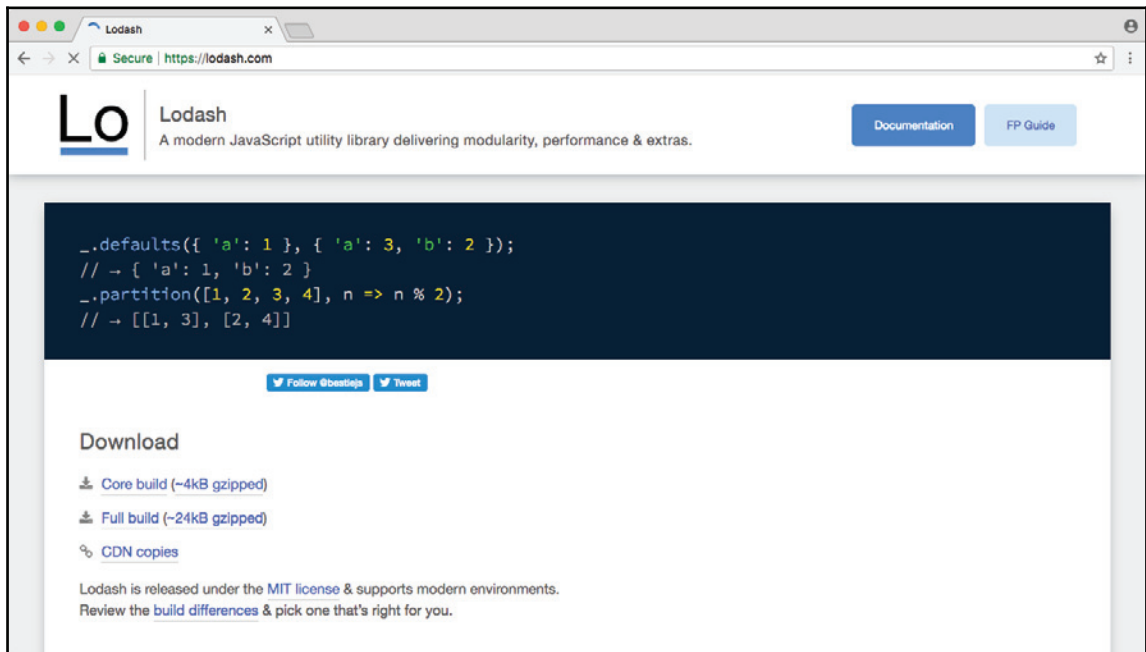 Lodash
Secure | https://lodash.com
Lo
Lodash
A modern JavaScript utility library delivering modularity, performance & extras.
Documentation
FP Guide
_.defaults({ 'a': 1 }, { 'a': 3, 'b': 2 });
// → { 'a': 1, 'b': 2 }
_.partition([1, 2, 3, 4], n => n % 2);
// → [[1, 3], [2, 4]]
Follow @bestiejs
Tweet
Download
Core build (~4kB gzipped)
Full build (~24kB gzipped)
CDN copies
Lodash is released under the MIT license & supports modern environments.
Review the build differences & pick one that's right for you.